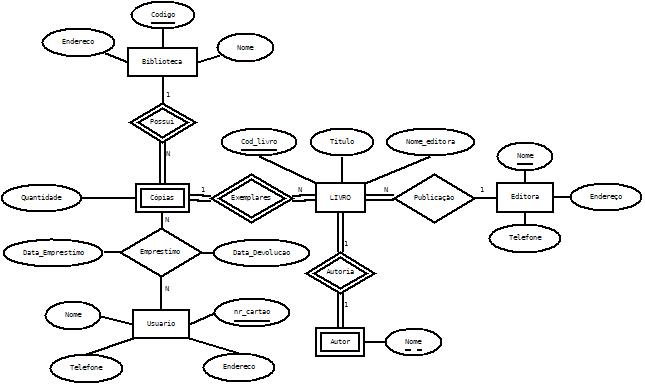 Codigo
Endereco
Nome
Biblioteca
1
Possui
N
Cod_livro
Titulo
Nome_editora
Nome
Quantidade
Cópias
1
Exemplares
N
LIVRO
N
Publicação
1
Editora
Endereço
N
Telefone
Data_Emprestimo
Emprestimo
Data_Devolucao
1
Autoria
N
1
Nome
nr_cartao
Usuario
Autor
Nome
Telefone
Endereco